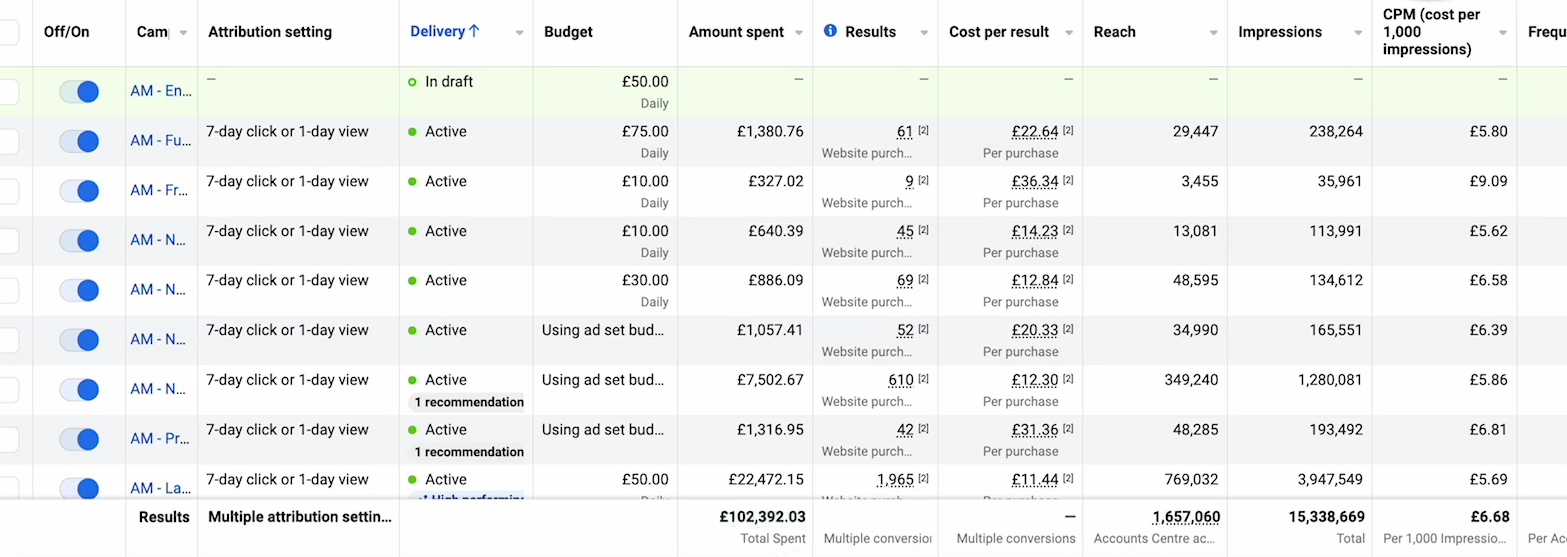 Off/On Cam Attribution setting Delivery↑ Budget Amount spent Results Cost per result Reach Impressions CPM (cost per 1,000 impressions) Frequ
AM - En... — In draft £50.00 — — — — — —
Daily
AM - Fu... 7-day click or 1-day view Active £75.00 £1,380.76 61 [2] £22.64 [2] 29,447 238,264 £5.80
Daily Website purch... Per purchase
AM - Fr... 7-day click or 1-day view Active £10.00 £327.02 9 [2] £36.34 [2] 3,455 35,961 £9.09
Daily Website purch... Per purchase
AM - N... 7-day click or 1-day view Active £10.00 £640.39 45 [2] £14.23 [2] 13,081 113,991 £5.62
Daily Website purch... Per purchase
AM - N... 7-day click or 1-day view Active £30.00 £886.09 69 [2] £12.84 [2] 48,595 134,612 £6.58
Daily Website purch... Per purchase
AM - N... 7-day click or 1-day view Active Using ad set bud... £1,057.41 52 [2] £20.33 [2] 34,990 165,551 £6.39
Website purch... Per purchase
AM - N... 7-day click or 1-day view Active Using ad set bud... £7,502.67 610 [2] £12.30 [2] 349,240 1,280,081 £5.86
1 recommendation Website purch... Per purchase
AM - Pr... 7-day click or 1-day view Active Using ad set bud... £1,316.95 42 [2] £31.36 [2] 48,285 193,492 £6.81
1 recommendation Website purch... Per purchase
AM - La... 7-day click or 1-day view Active £50.00 £22,472.15 1,965 [2] £11.44 [2] 769,032 3,947,549 £5.69
Results Multiple attribution settin... £102,392.03 — 1,657,060 15,338,669 £6.68
Total Spent Multiple conversio Multiple conversions Accounts Centre ac... Total Per 1,000 Impressio... Per Ac